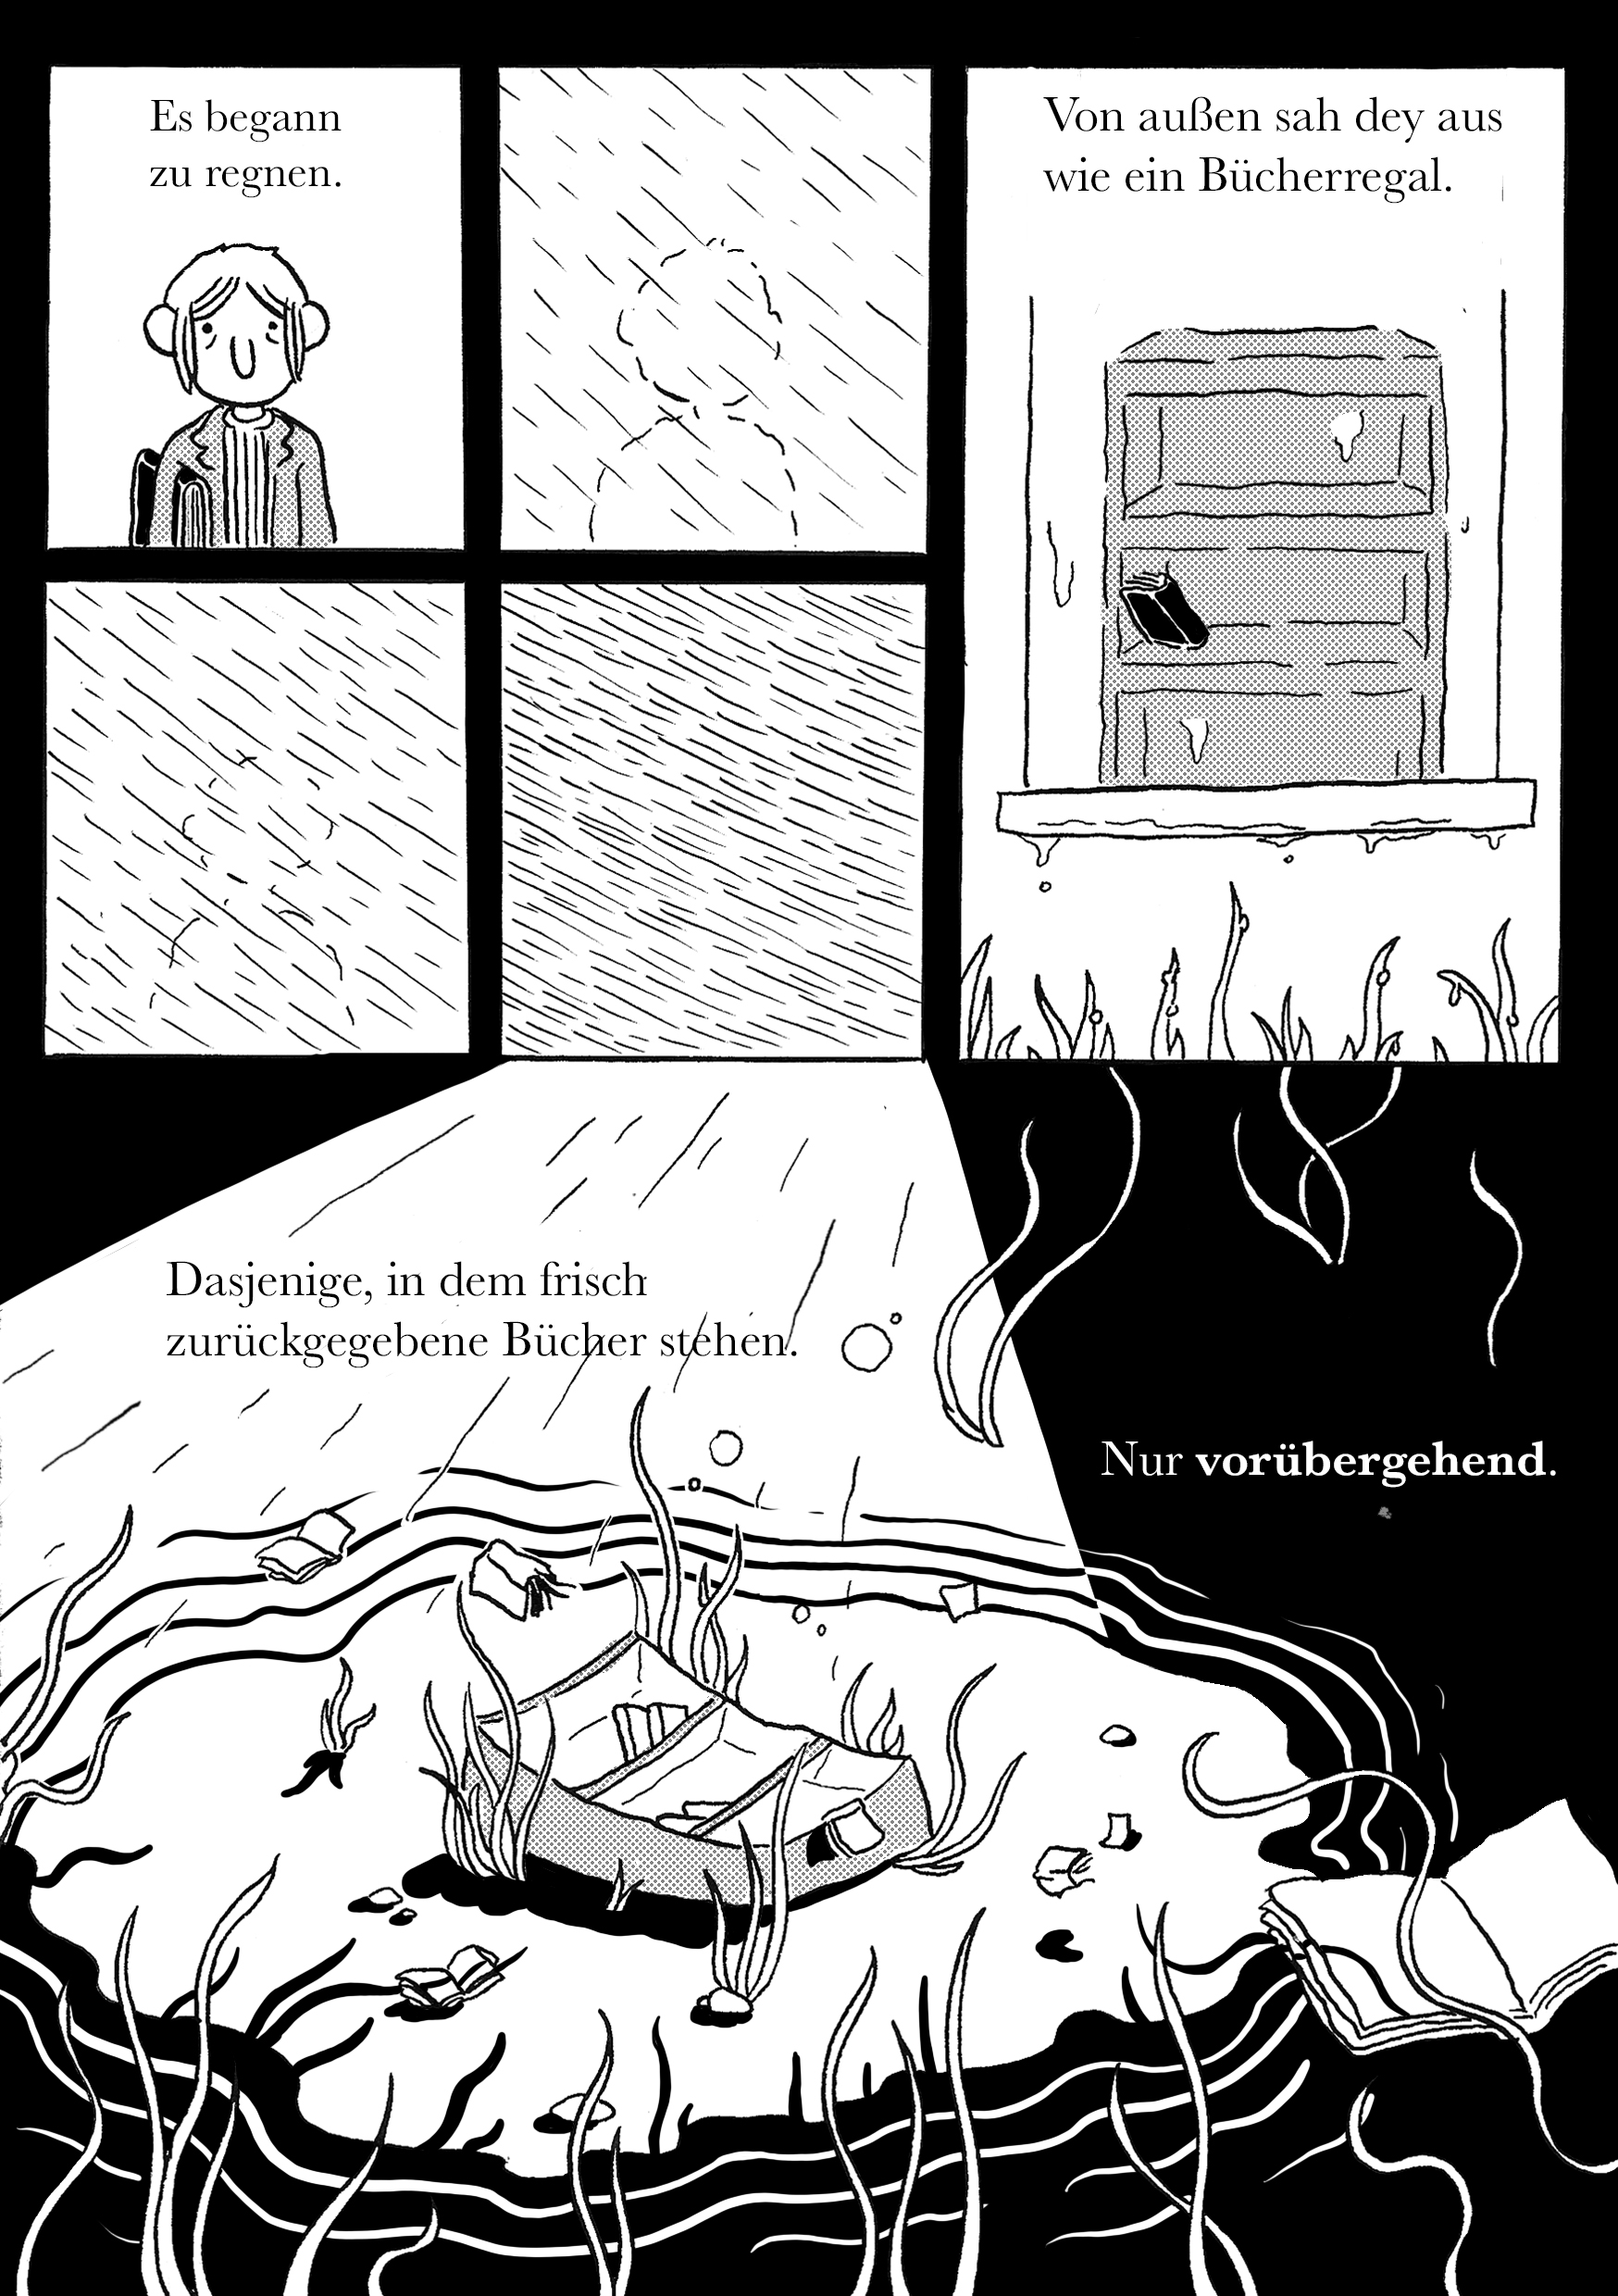 Es begann
zu regnen.
Von außen sah dey aus
wie ein Bücherregal.
Dasjenige, in dem frisch
zurückgegebene Bücher stehen.
Nur vorübergehend.